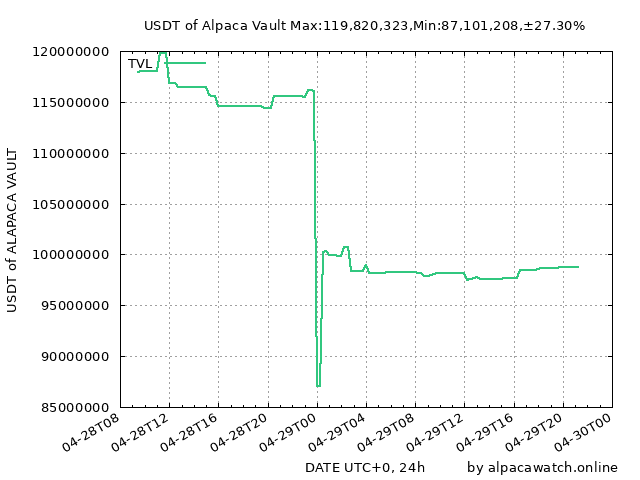 USDT of Alpaca Vault Max:119,820,323,Min:87,101,208,±27.30%
120000000
TVL
115000000
110000000
105000000
100000000
95000000
90000000
85000000
USDT of ALAPACA VAULT
04-28T08
04-28T12
04-28T16
04-28T20
04-29T00
04-29T04
04-29T08
04-29T12
04-29T16
04-29T20
04-30T00
DATE UTC+0, 24h
by alpacawatch.online